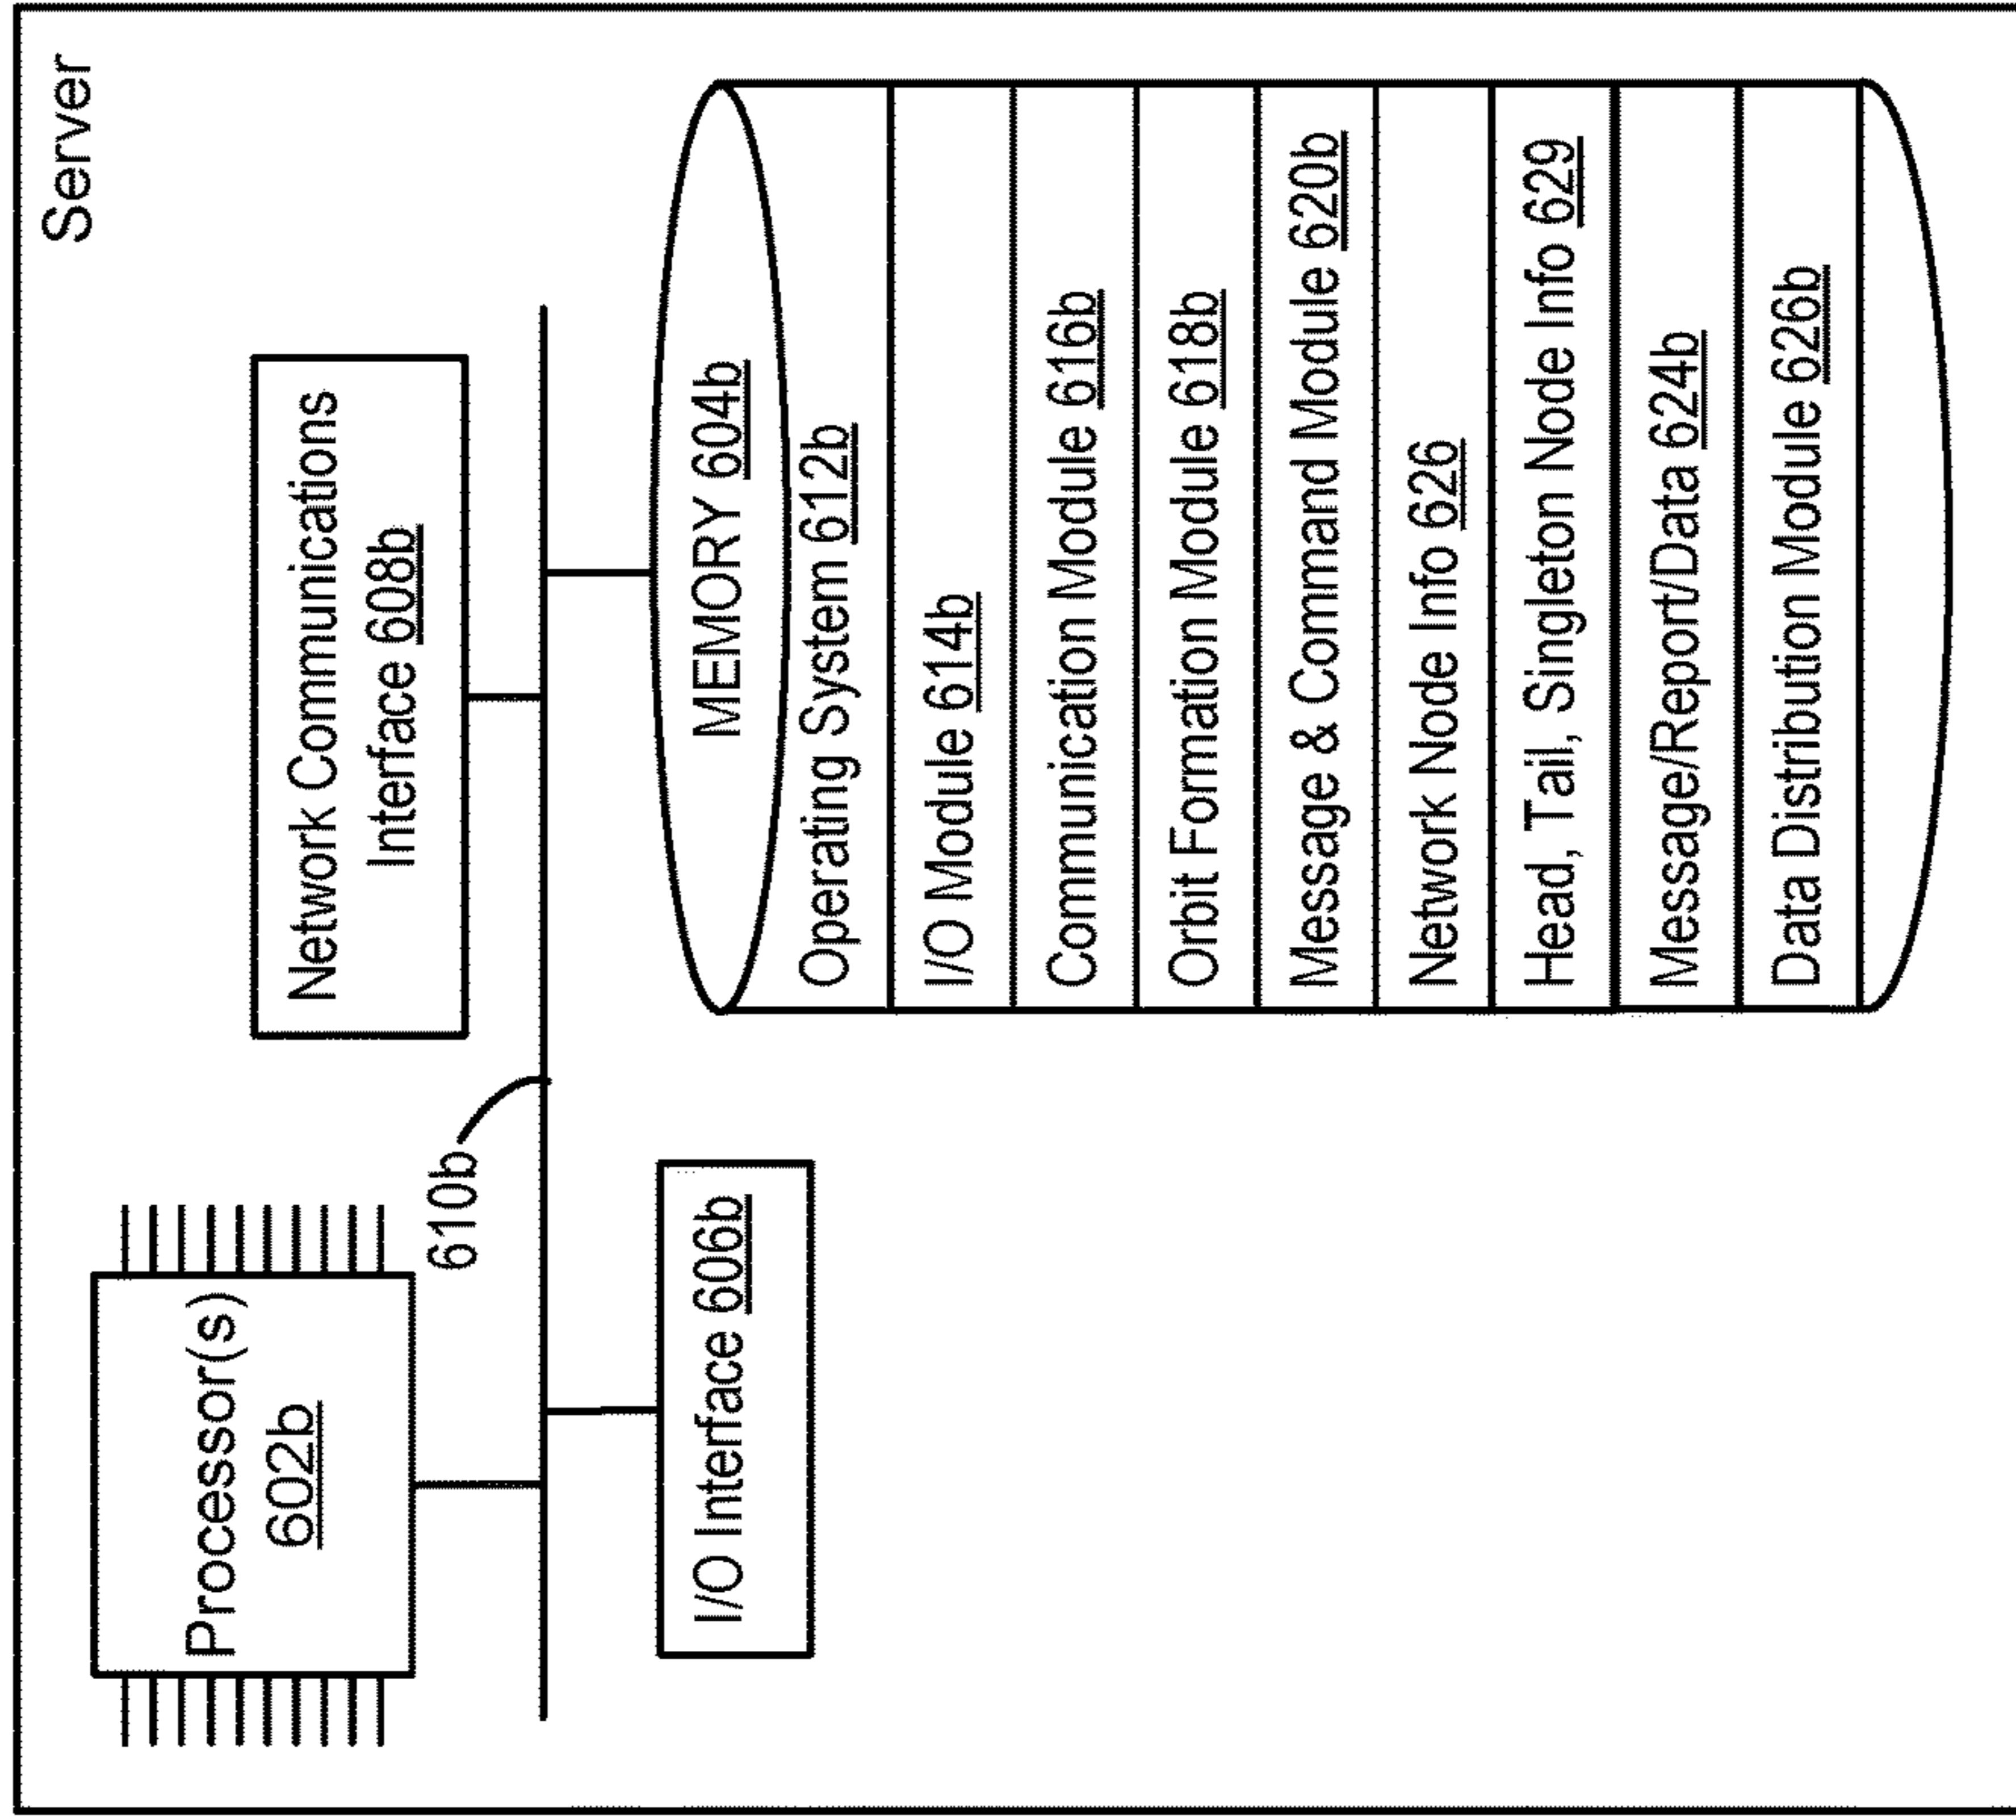 Server
Processor(s)
602b
Network Communications
Interface 608b
610b
I/O Interface 606b
MEMORY 604b
Operating System 612b
I/O Module 614b
Communication Module 616b
Orbit Formation Module 618b
Message & Command Module 620b
Network Node Info 626
Head, Tail, Singleton Node Info 629
Message/Report/Data 624b
Data Distribution Module 626b